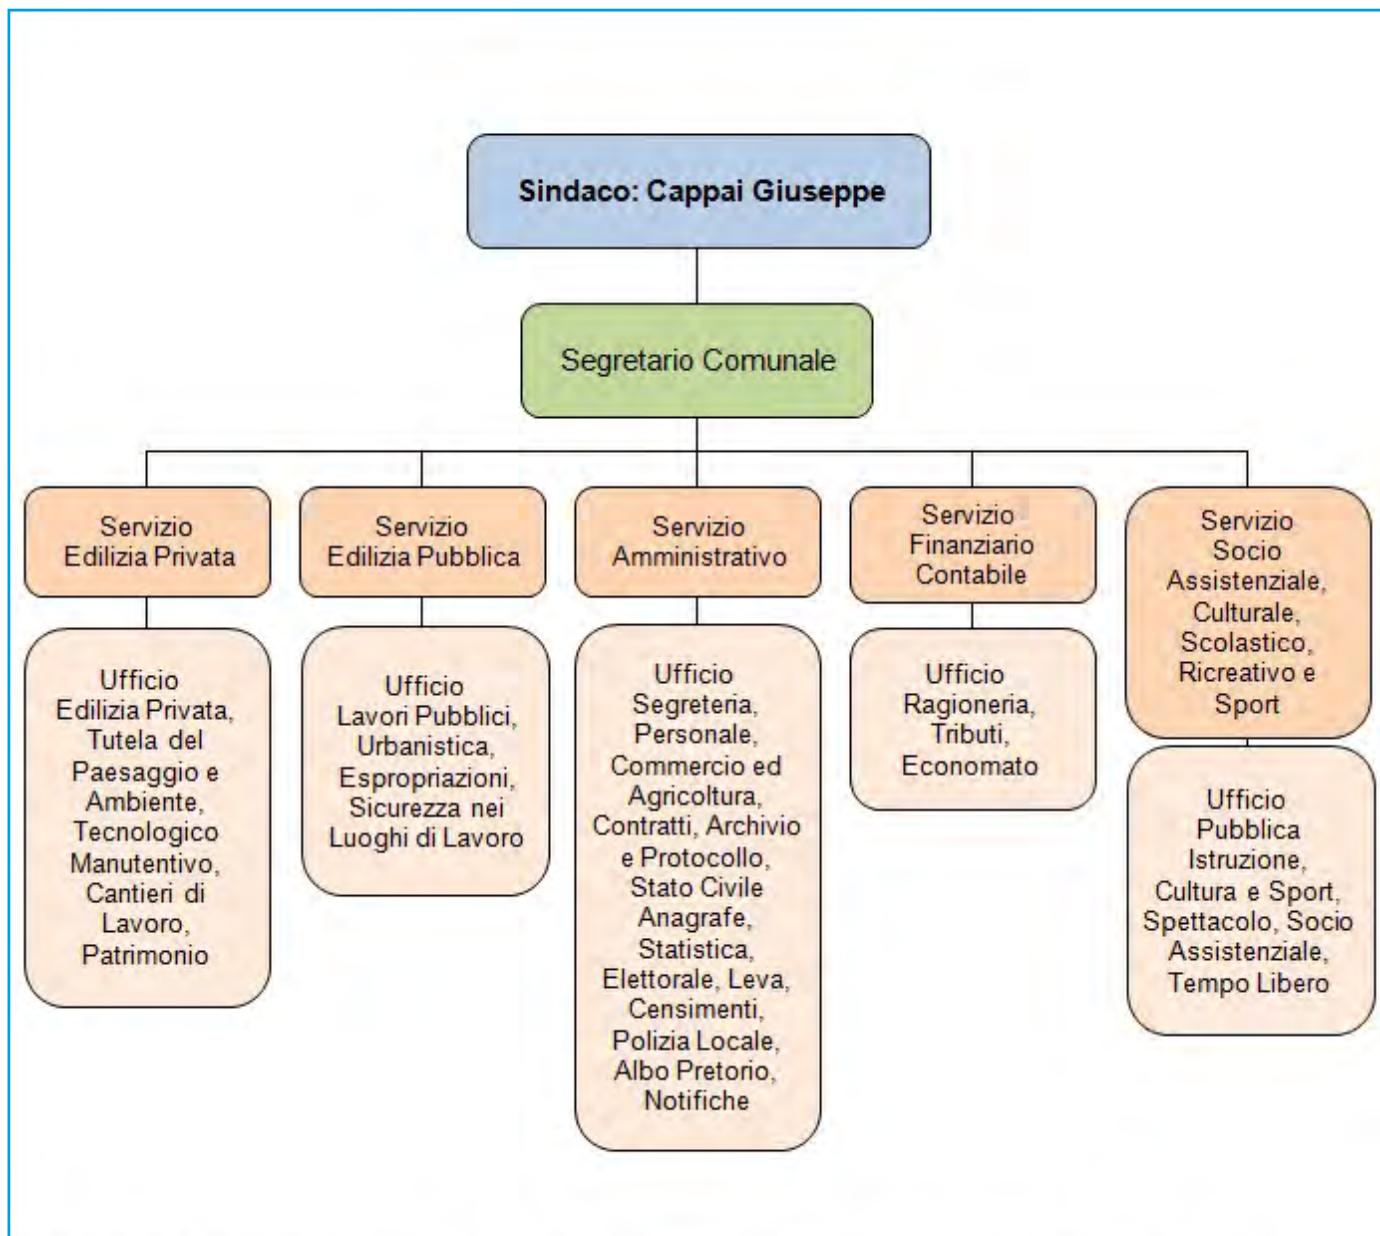 Sindaco: Cappai Giuseppe
Segretario Comunale
Servizio
Edilizia Privata
Servizio
Edilizia Pubblica
Servizio
Amministrativo
Servizio
Finanziario
Contabile
Servizio
Socio
Assistenziale,
Culturale,
Scolastico,
Ricreativo e
Sport
Ufficio
Edilizia Privata,
Tutela del
Paesaggio e
Ambiente,
Tecnologico
Manutentivo,
Cantieri di
Lavoro,
Patrimonio
Ufficio
Lavori Pubblici,
Urbanistica,
Espropriazioni,
Sicurezza nei
Luoghi di Lavoro
Ufficio
Segreteria,
Personale,
Commercio ed
Agricoltura,
Contratti, Archivio
e Protocollo,
Stato Civile
Anagrafe,
Statistica,
Elettorale, Leva,
Censimenti,
Polizia Locale,
Albo Pretorio,
Notifiche
Ufficio
Ragioneria,
Tributi,
Economato
Ufficio
Pubblica
Istruzione,
Cultura e Sport,
Spettacolo, Socio
Assistenziale,
Tempo Libero